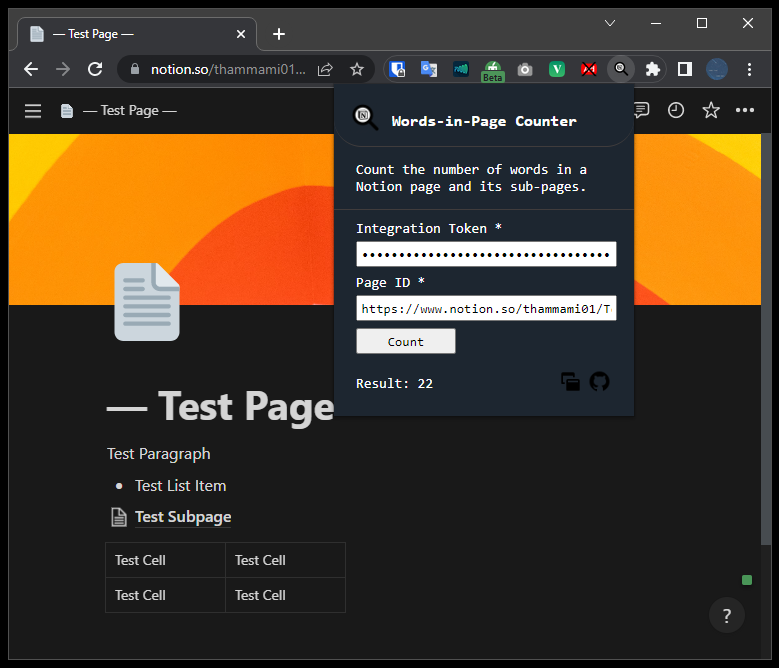 — Test Page —
notion.so/thammami01...
Beta
— Test Page —
Words-in-Page Counter
Count the number of words in a
Notion page and its sub-pages.
Integration Token *
••••••••••••••••••••••••••••••••••
Page ID *
https://www.notion.so/thammami01/T
Count
Result: 22
— Test Page
Test Paragraph
• Test List Item
Test Subpage
Test Cell Test Cell
Test Cell Test Cell
?